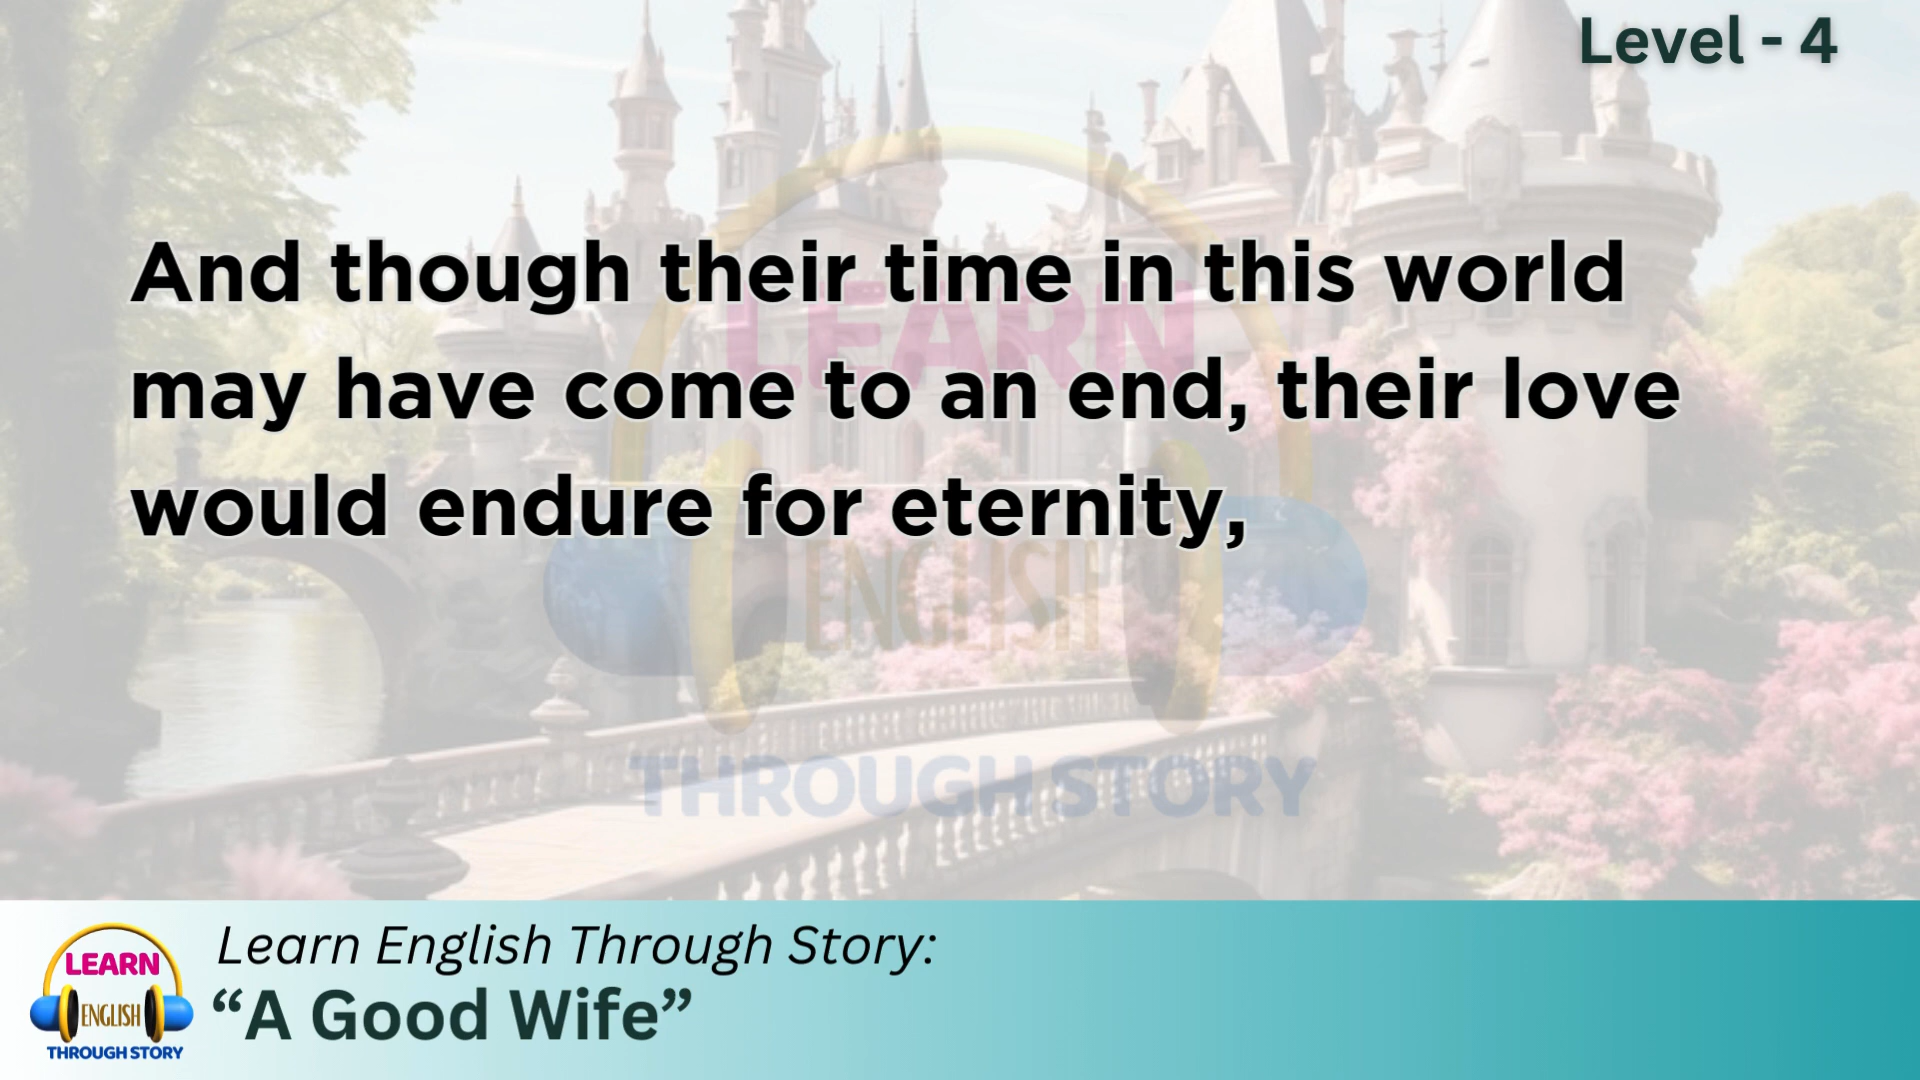 Level - 4
And though their time in this world
may have come to an end, their love
would endure for eternity,
LEARN
ENGLISH
THROUGH STORY
Learn English Through Story:
“A Good Wife”
LEARN
ENGLISH
THROUGH STORY